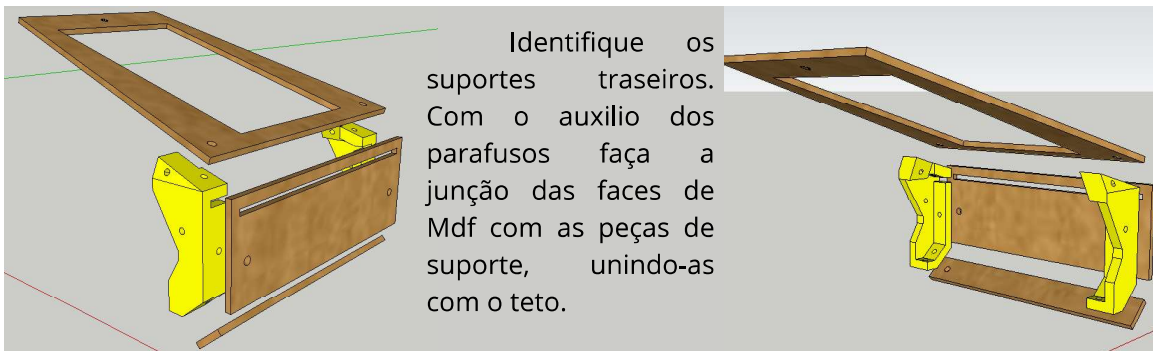 Identifique os
suportes traseiros.
Com o auxilio dos
parafusos faça a
junção das faces de
Mdf com as peças de
suporte, unindo-as
com o teto.